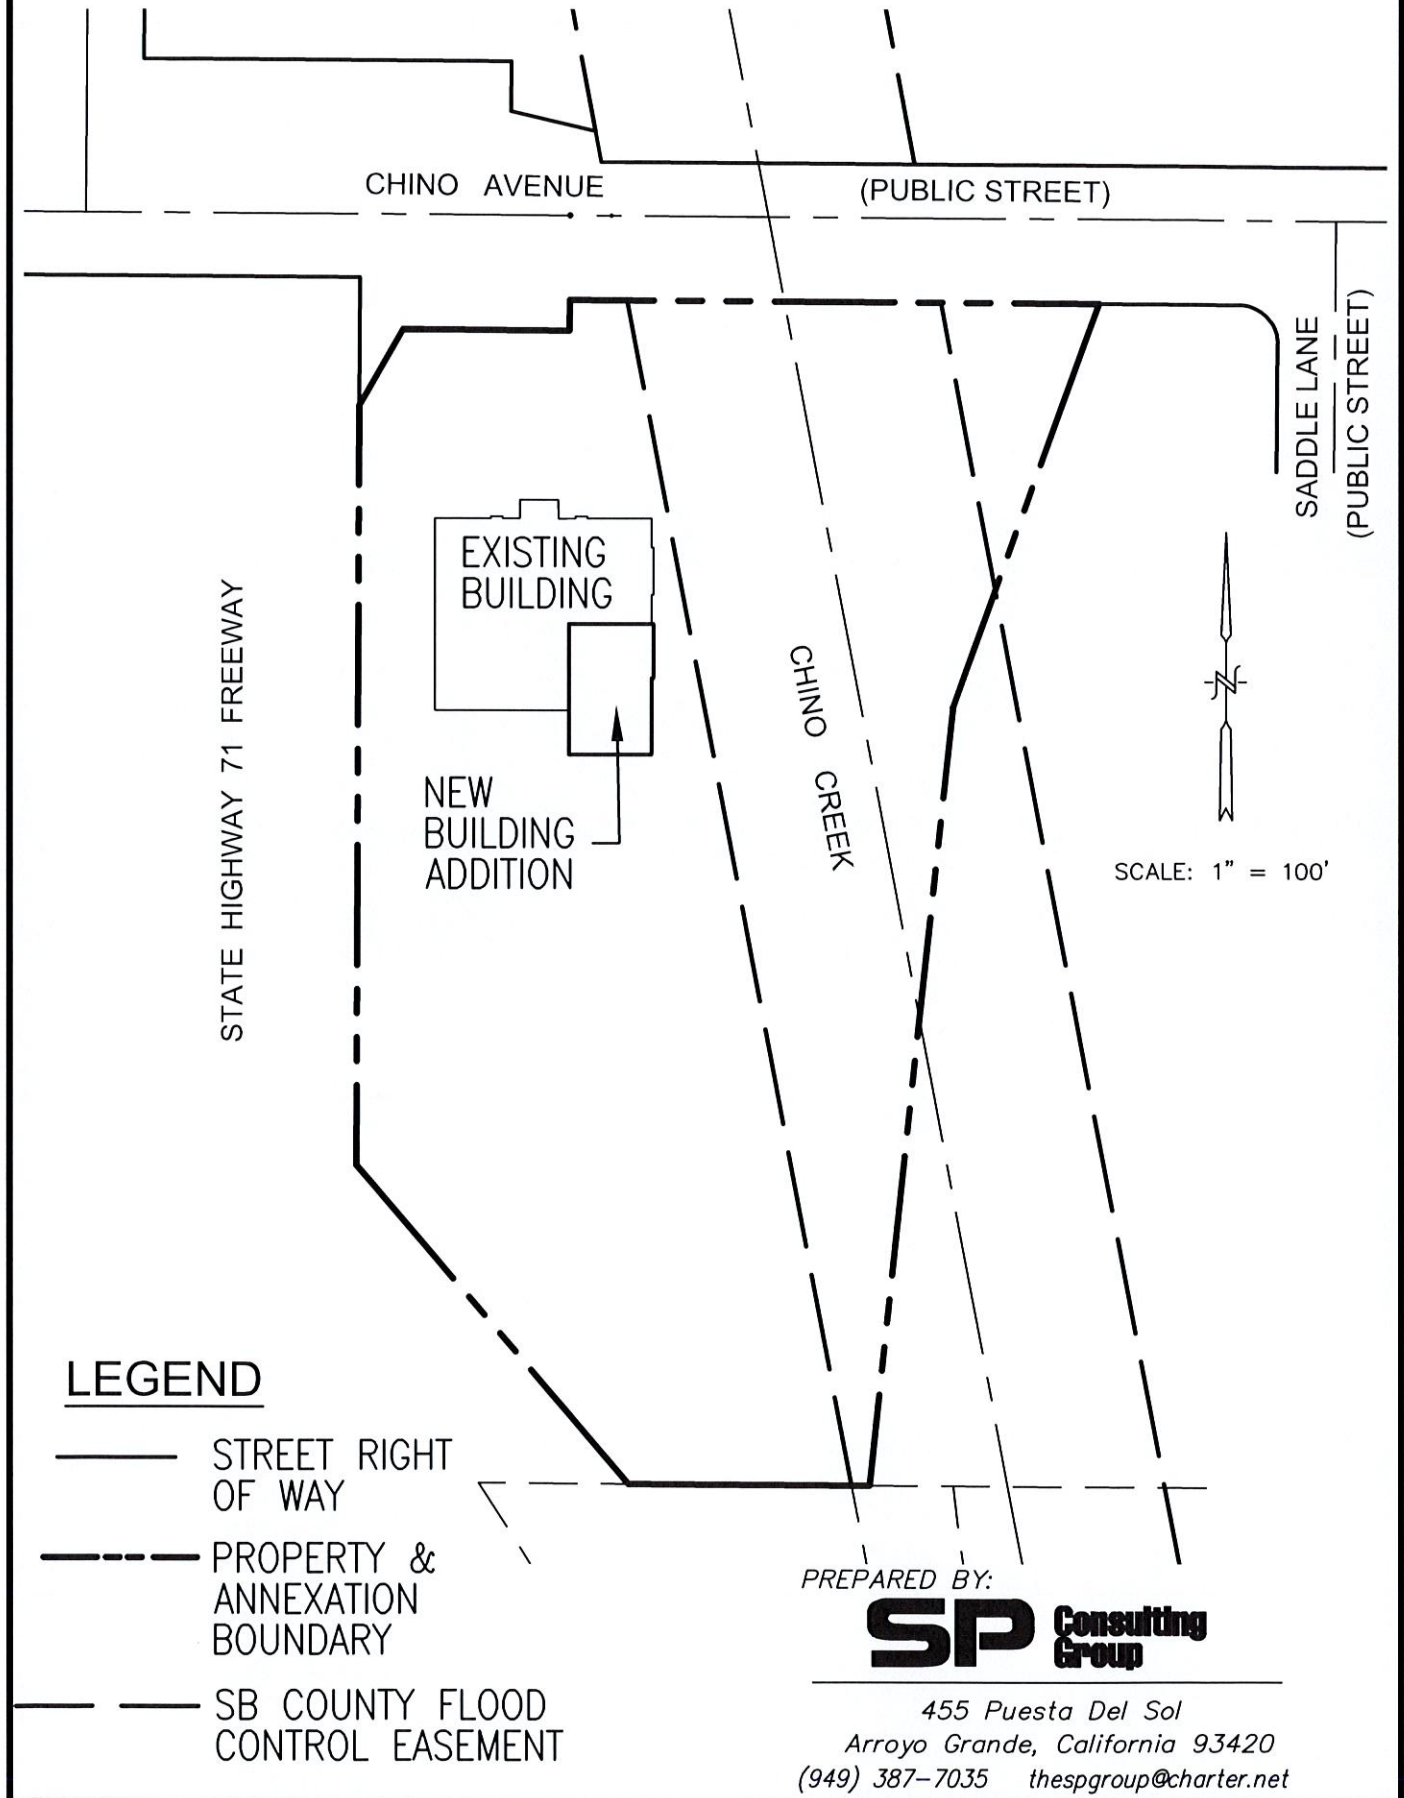 CHINO AVENUE (PUBLIC STREET)
SADDLE LANE
(PUBLIC STREET)
EXISTING
BUILDING
STATE HIGHWAY 71 FREEWAY
CHINO CREEK
N
NEW
BUILDING
ADDITION
SCALE: 1" = 100'
LEGEND
STREET RIGHT
OF WAY
PROPERTY &
ANNEXATION
BOUNDARY
SB COUNTY FLOOD
CONTROL EASEMENT
PREPARED BY:
SP Consulting
Group
455 Puesta Del Sol
Arroyo Grande, California 93420
(949) 387-7035 thespgroup@charter.net